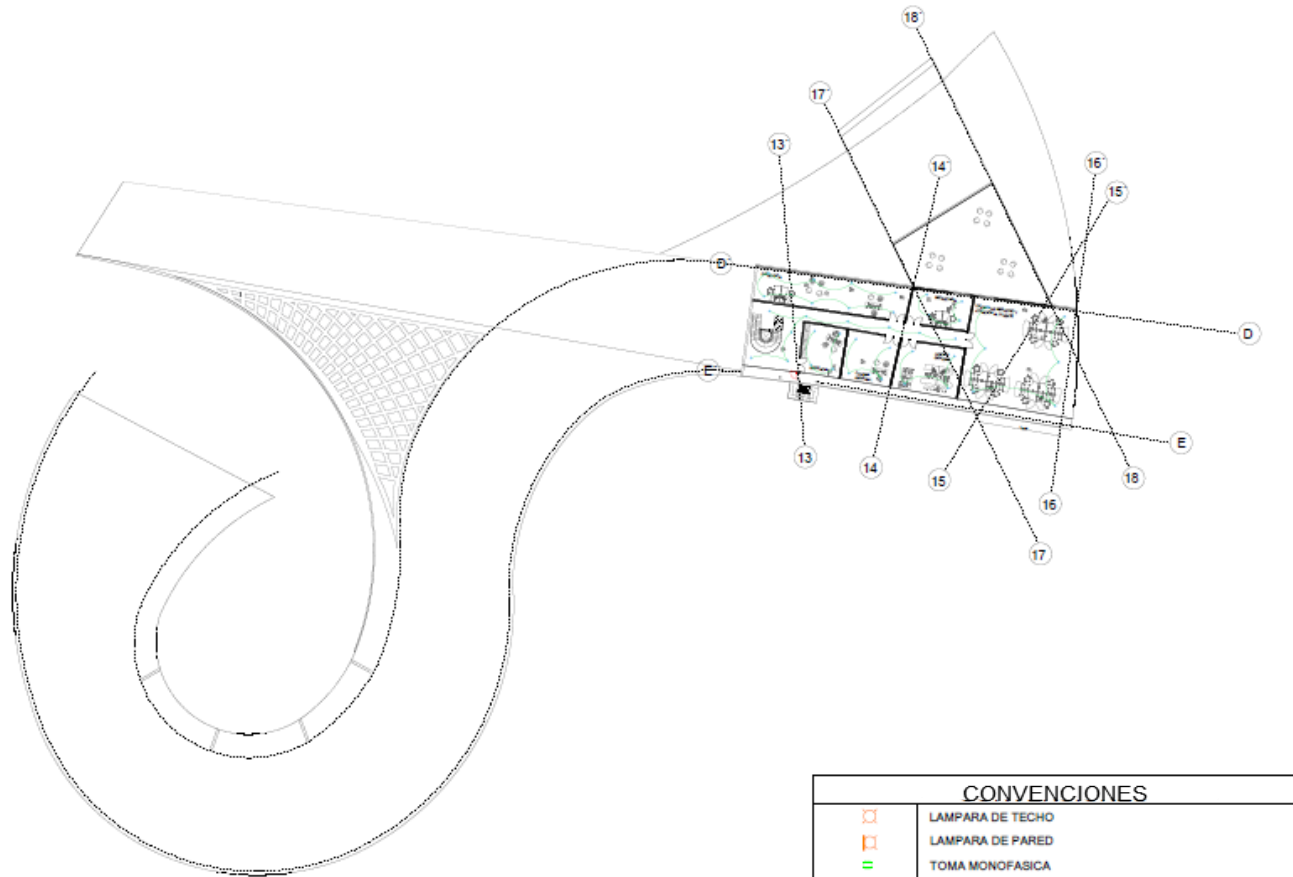 18'
17'
13'
14'
16'
15'
D'
D
E'
E
13
14
15
16
18
17
CONVENCIONES
LAMPARA DE TECHO
LAMPARA DE PARED
TOMA MONOFASICA